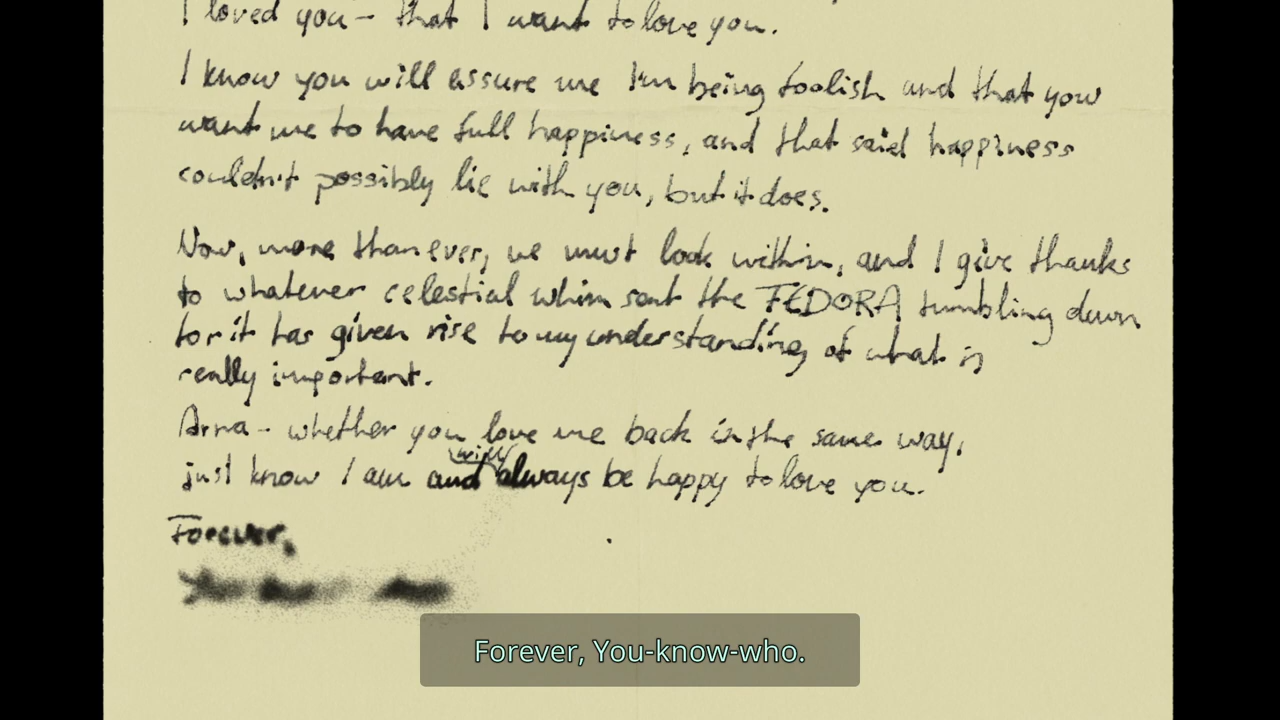 I loved you - that I want to love you.
I know you will assure me I'm being foolish and that you
want me to have full happiness, and that said happiness
couldn't possibly lie with you, but it does.
Now, more than ever, we must look within, and I give thanks
to whatever celestial whim sent the FEDORA tumbling down
for it has given rise to my understanding of what is
really important.
Anna - whether you love me back in the same way,
will
just know I am and always be happy to love you.
Forever,
Forever, You-know-who.